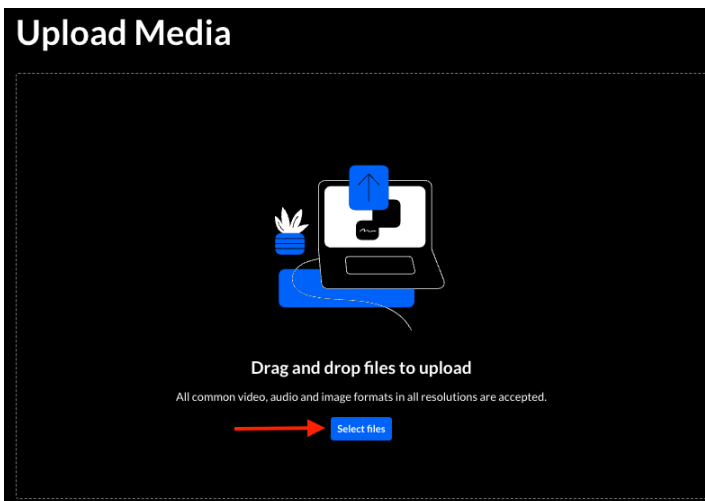 Upload Media
Drag and drop files to upload
All common video, audio and image formats in all resolutions are accepted.
Select files